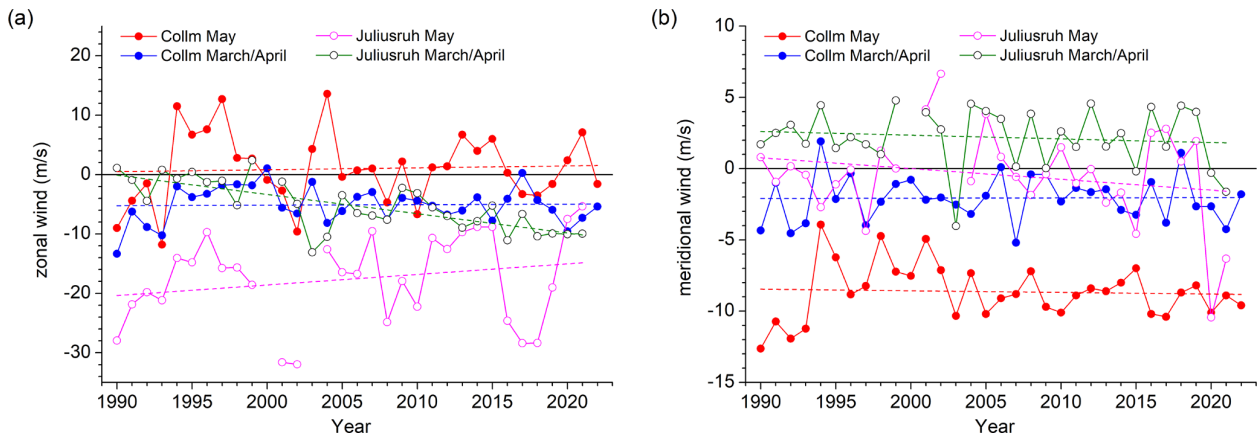 (a)
Collm May
Juliusruh May
Collm March/April
Juliusruh March/April
20
10
0
-10
-20
-30
zonal wind (m/s)
1990
1995
2000
2005
2010
2015
2020
Year
(b)
Collm May
Juliusruh May
Collm March/April
Juliusruh March/April
10
5
0
-5
-10
-15
meridional wind (m/s)
1990
1995
2000
2005
2010
2015
2020
Year